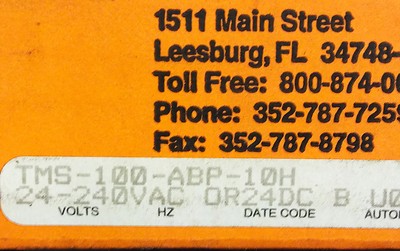 1511 Main Street
Leesburg, FL 34748-
Toll Free: 800-874-0
Phone: 352-787-7259
Fax: 352-787-8798
TMS-100-ABP-10H
24-240VAC OR24DC B U0
VOLTS HZ DATE CODE AUTO